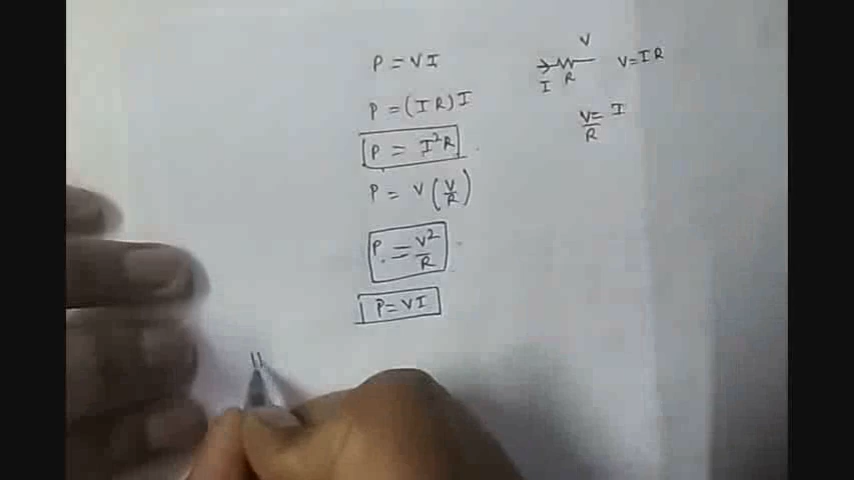 P = VI
P = (IR)I
P = I²R
P = V(V/R)
P = V²/R
P = VI
V
I R
V = IR
V/R = I